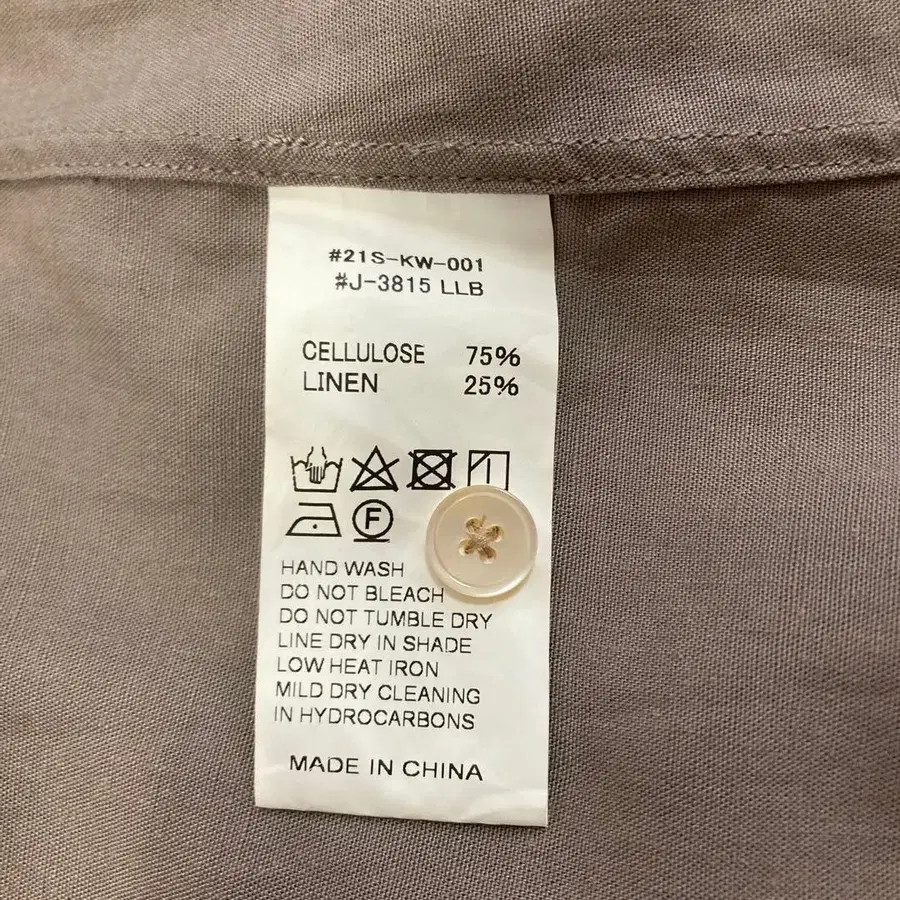 #21S-KW-001
#J-3815 LLB
CELLULOSE 75%
LINEN 25%
F
HAND WASH
DO NOT BLEACH
DO NOT TUMBLE DRY
LINE DRY IN SHADE
LOW HEAT IRON
MILD DRY CLEANING
IN HYDROCARBONS
MADE IN CHINA